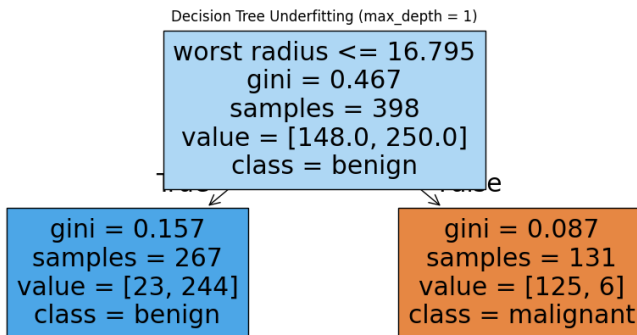 Decision Tree Underfitting (max_depth = 1)
worst radius <= 16.795
gini = 0.467
samples = 398
value = [148.0, 250.0]
class = benign
gini = 0.157
samples = 267
value = [23, 244]
class = benign
gini = 0.087
samples = 131
value = [125, 6]
class = malignant